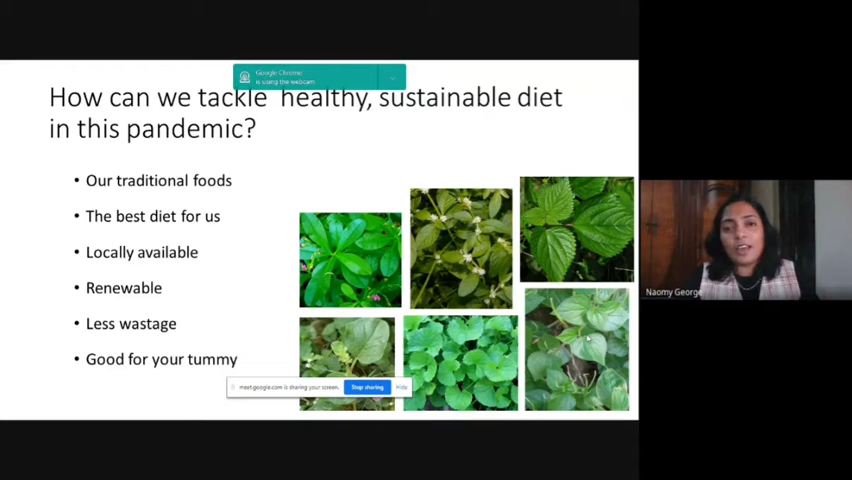 Google Chrome
is using the webcam
How can we tackle healthy, sustainable diet
in this pandemic?
• Our traditional foods
• The best diet for us
• Locally available
• Renewable
• Less wastage
• Good for your tummy
meet.google.com is sharing your screen.
Stop sharing
Hide
Naomy George